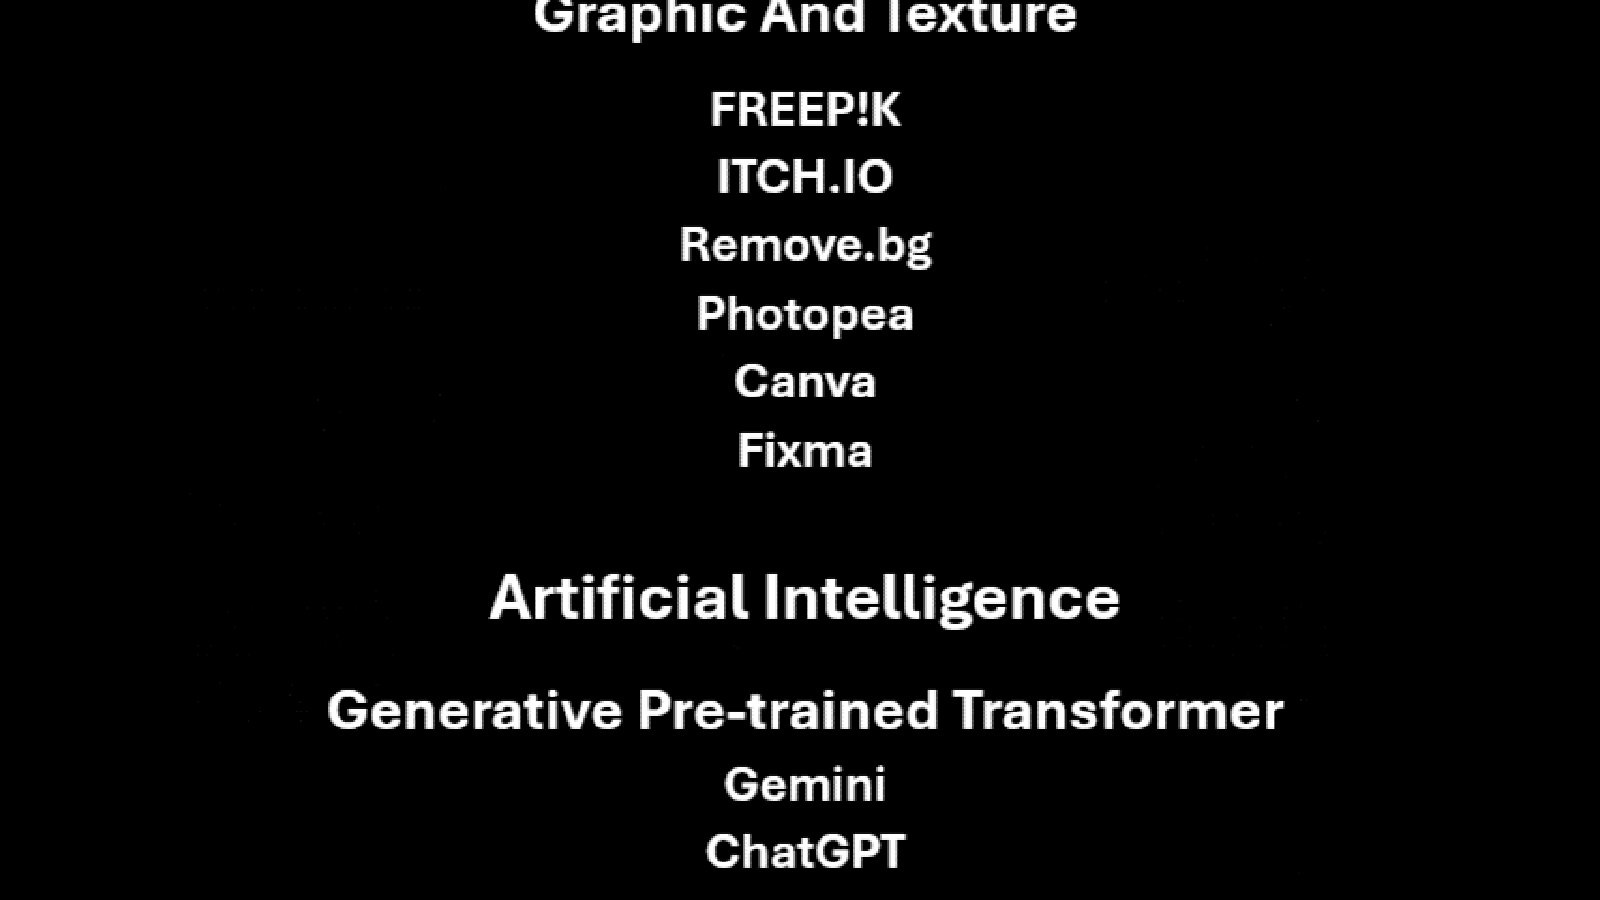 Graphic And Texture
FREEP!K
ITCH.IO
Remove.bg
Photopea
Canva
Fixma
Artificial Intelligence
Generative Pre-trained Transformer
Gemini
ChatGPT